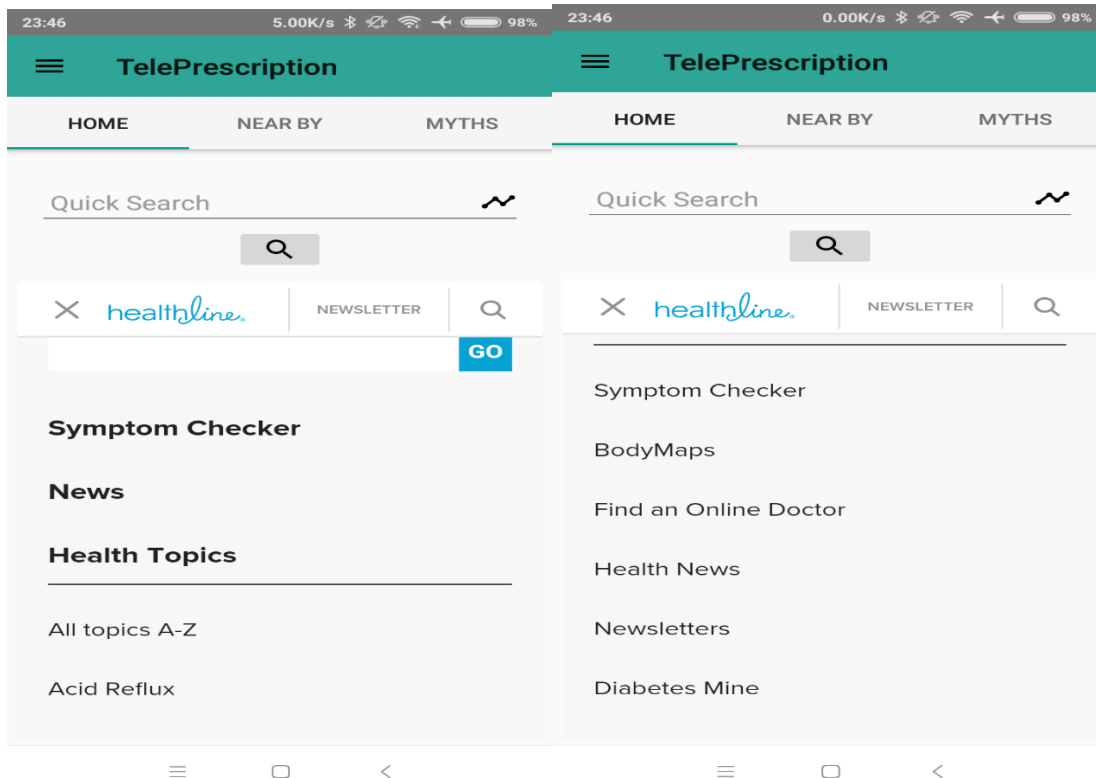 23:46 5.00K/s 98%
TelePrescription
HOME NEAR BY MYTHS
Quick Search
healthline. NEWSLETTER
GO
Symptom Checker
News
Health Topics
All topics A-Z
Acid Reflux
23:46 0.00K/s 98%
TelePrescription
HOME NEAR BY MYTHS
Quick Search
healthline. NEWSLETTER
Symptom Checker
BodyMaps
Find an Online Doctor
Health News
Newsletters
Diabetes Mine